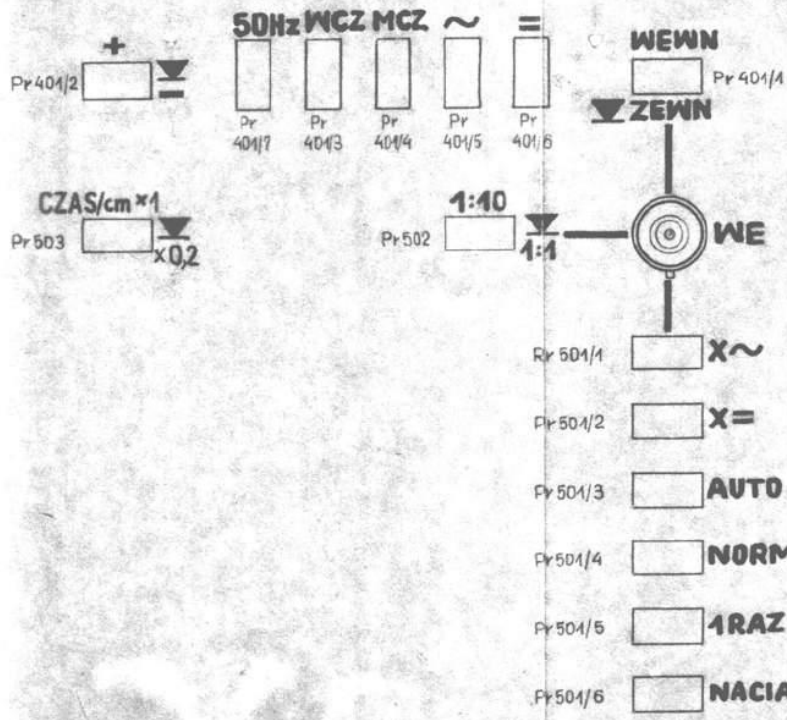 50Hz WCZ MCZ ~ =
+
WEWN
Pr 401/2
Pr 401/1
=
ZEWN
Pr 401/7
Pr 401/3
Pr 401/4
Pr 401/5
Pr 401/6
CZAS/cm x1
1:10
Pr 503
x0,2
Pr 502
1:1
WE
Pr 501/1 X~
Pr 501/2 X=
Pr 501/3 AUTO
Pr 501/4 NORM
Pr 501/5 1RAZ
Pr 501/6 NACIA